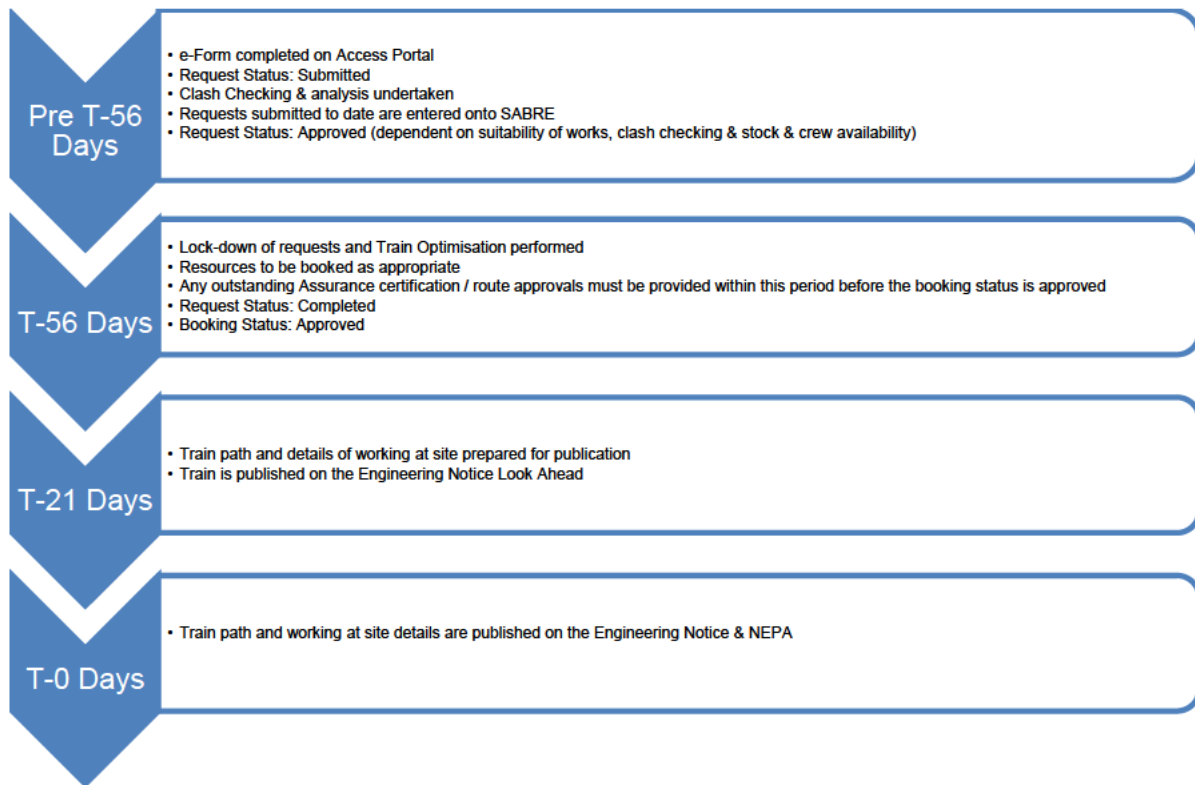 Pre T-56
Days
• e-Form completed on Access Portal
• Request Status: Submitted
• Clash Checking & analysis undertaken
• Requests submitted to date are entered onto SABRE
• Request Status: Approved (dependent on suitability of works, clash checking & stock & crew availability)
T-56 Days
• Lock-down of requests and Train Optimisation performed
• Resources to be booked as appropriate
• Any outstanding Assurance certification / route approvals must be provided within this period before the booking status is approved
• Request Status: Completed
• Booking Status: Approved
T-21 Days
• Train path and details of working at site prepared for publication
• Train is published on the Engineering Notice Look Ahead
T-0 Days
• Train path and working at site details are published on the Engineering Notice & NEPA